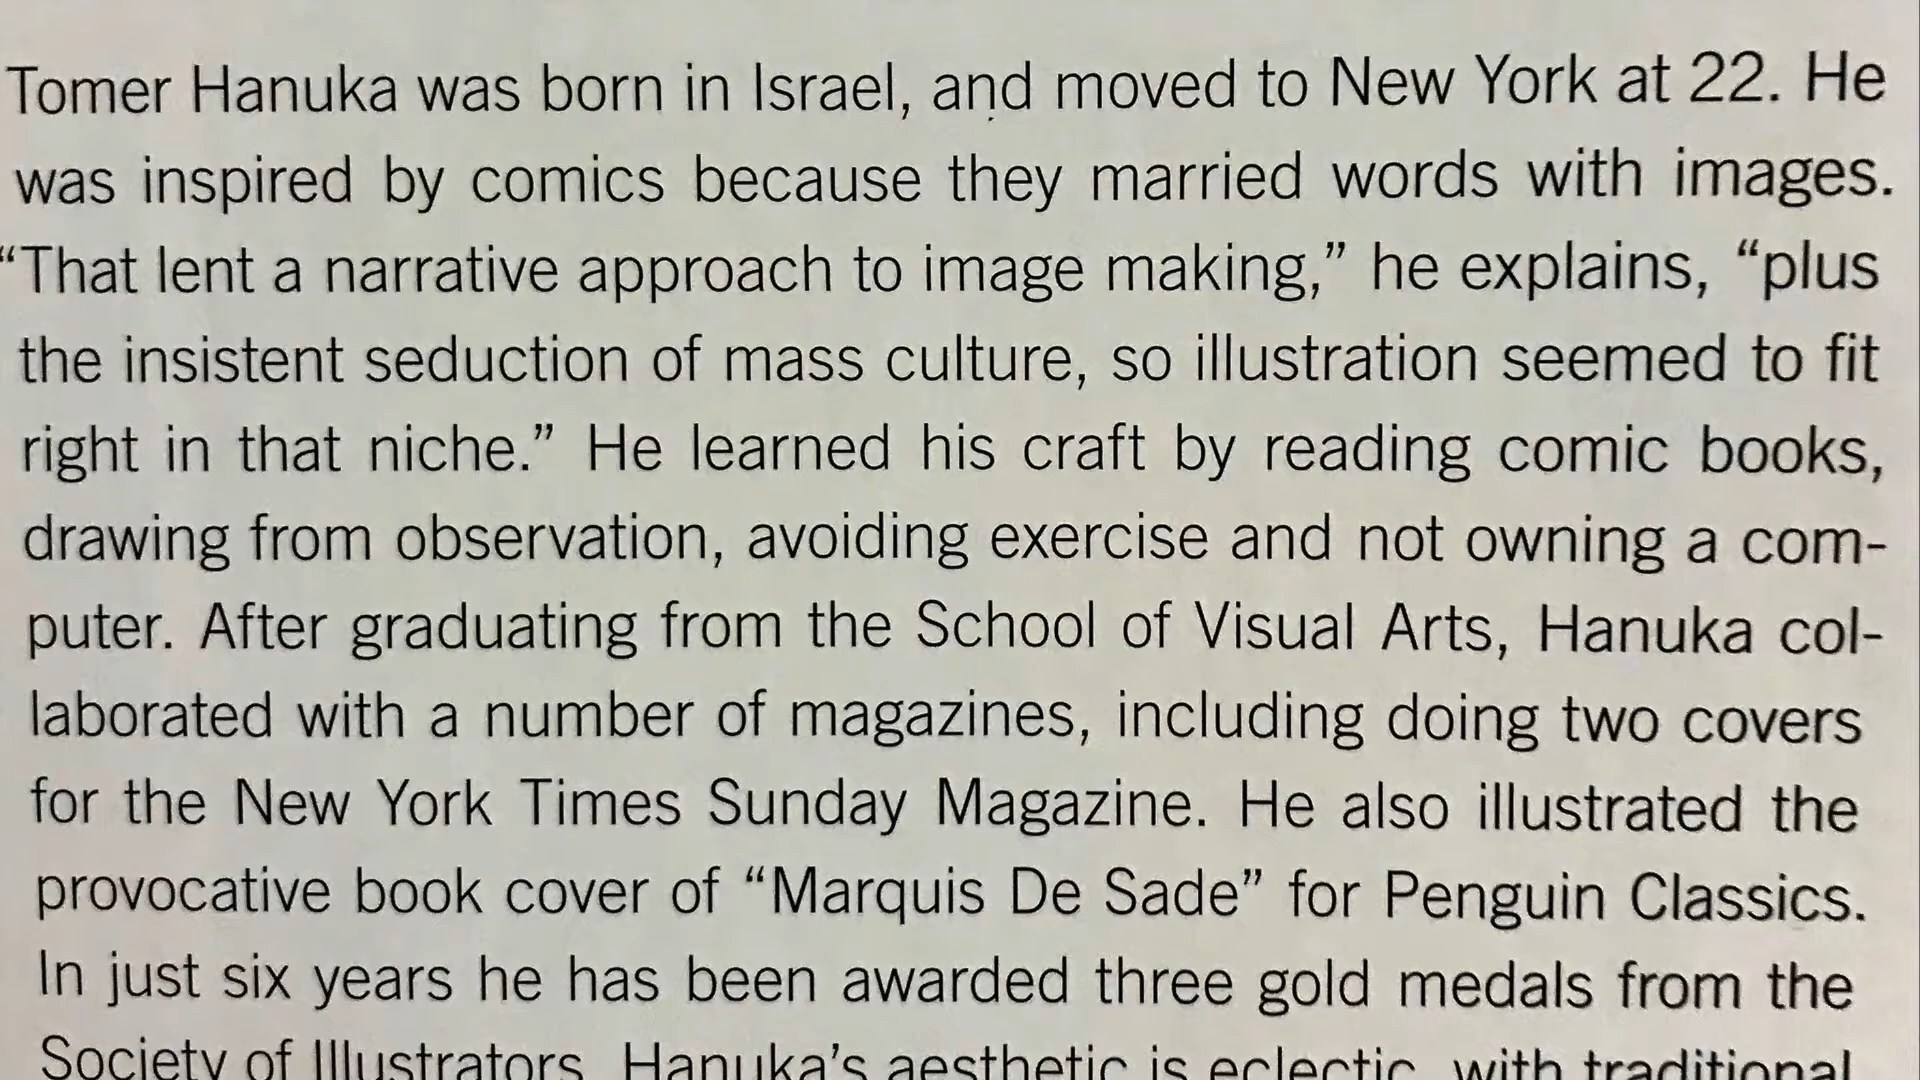 Tomer Hanuka was born in Israel, and moved to New York at 22. He
was inspired by comics because they married words with images.
“That lent a narrative approach to image making,” he explains, “plus
the insistent seduction of mass culture, so illustration seemed to fit
right in that niche.” He learned his craft by reading comic books,
drawing from observation, avoiding exercise and not owning a com-
puter. After graduating from the School of Visual Arts, Hanuka col-
laborated with a number of magazines, including doing two covers
for the New York Times Sunday Magazine. He also illustrated the
provocative book cover of “Marquis De Sade” for Penguin Classics.
In just six years he has been awarded three gold medals from the
Society of Illustrators. Hanuka’s aesthetic is eclectic, with traditional